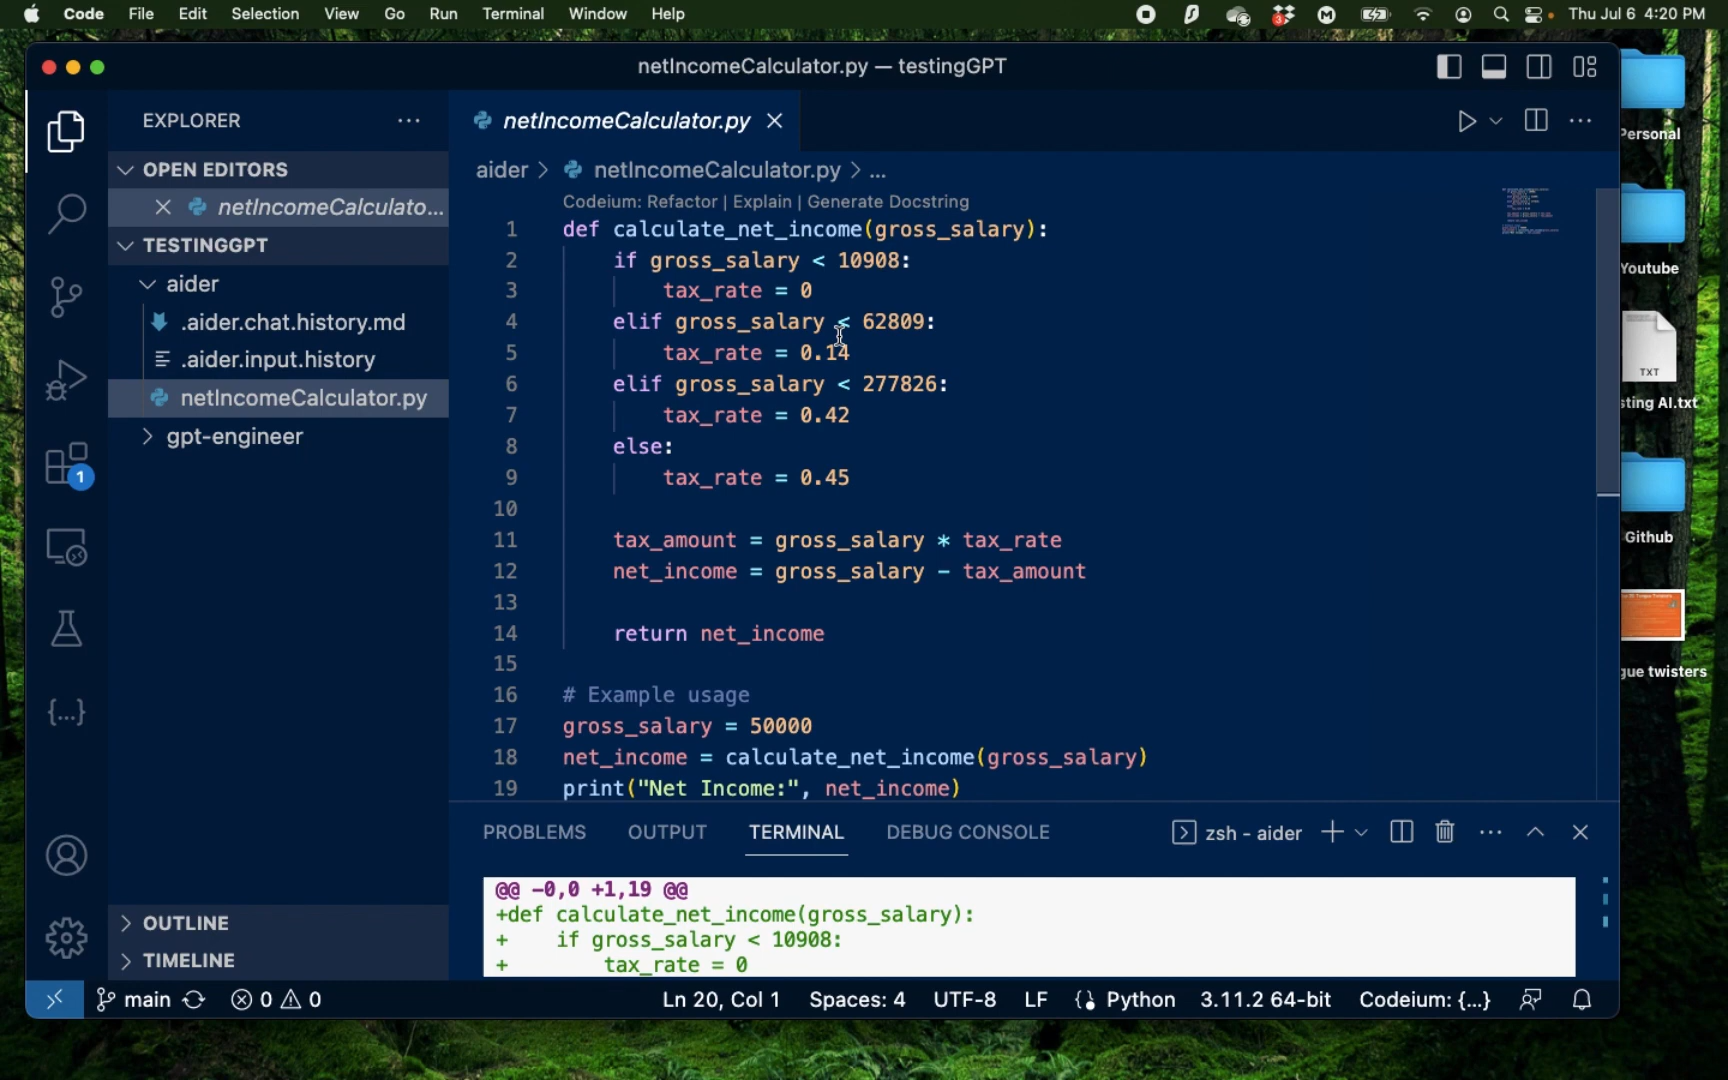 Code File Edit Selection View Go Run Terminal Window Help
3
M
Thu Jul 6 4:20 PM
netIncomeCalculator.py — testingGPT
EXPLORER
OPEN EDITORS
netIncomeCalculato...
TESTINGGPT
aider
.aider.chat.history.md
.aider.input.history
netIncomeCalculator.py
gpt-engineer
1
{...}
OUTLINE
TIMELINE
netIncomeCalculator.py
aider > netIncomeCalculator.py > ...
Codeium: Refactor | Explain | Generate Docstring
1 def calculate_net_income(gross_salary):
2 if gross_salary < 10908:
3 tax_rate = 0
4 elif gross_salary < 62809:
5 tax_rate = 0.14
6 elif gross_salary < 277826:
7 tax_rate = 0.42
8 else:
9 tax_rate = 0.45
10
11 tax_amount = gross_salary * tax_rate
12 net_income = gross_salary - tax_amount
13
14 return net_income
15
16 # Example usage
17 gross_salary = 50000
18 net_income = calculate_net_income(gross_salary)
19 print("Net Income:", net_income)
PROBLEMS OUTPUT TERMINAL DEBUG CONSOLE
zsh - aider
@@ -0,0 +1,19 @@
+def calculate_net_income(gross_salary):
+ if gross_salary < 10908:
+ tax_rate = 0
main 0 0
Ln 20, Col 1 Spaces: 4 UTF-8 LF Python 3.11.2 64-bit Codeium: {...}
Personal
Youtube
TXT
sting AI.txt
Github
gue twisters